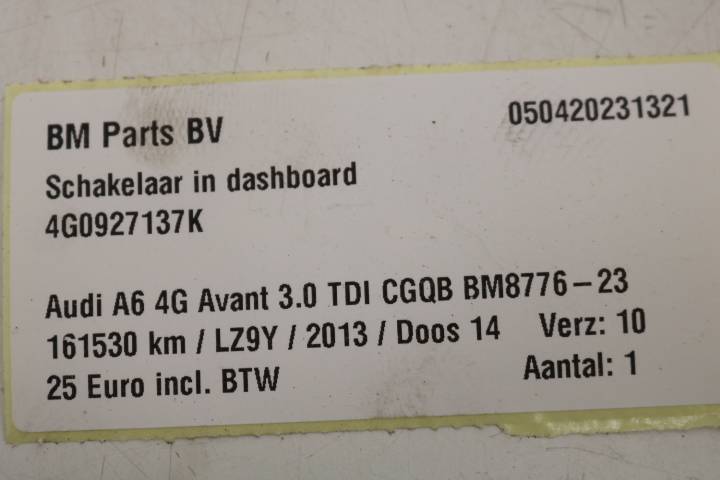 BM Parts BV 050420231321
Schakelaar in dashboard
4G0927137K
Audi A6 4G Avant 3.0 TDI CGQB BM8776-23
161530 km / LZ9Y / 2013 / Doos 14 Verz: 10
25 Euro incl. BTW Aantal: 1